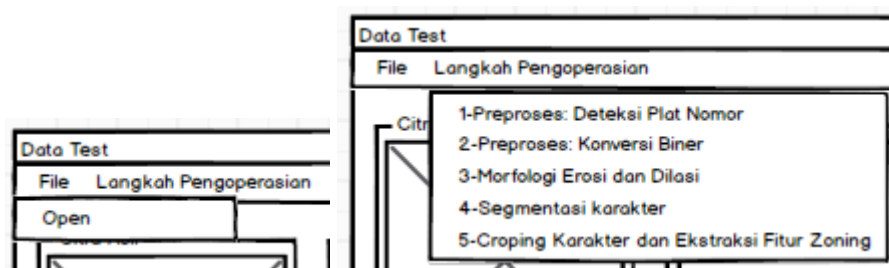 Data Test
File Langkah Pengoperasian
Open
Data Test
File Langkah Pengoperasian
Citr
1-Preproses: Deteksi Plat Nomor
2-Preproses: Konversi Biner
3-Morfologi Erosi dan Dilasi
4-Segmentasi karakter
5-Croping Karakter dan Ekstraksi Fitur Zoning